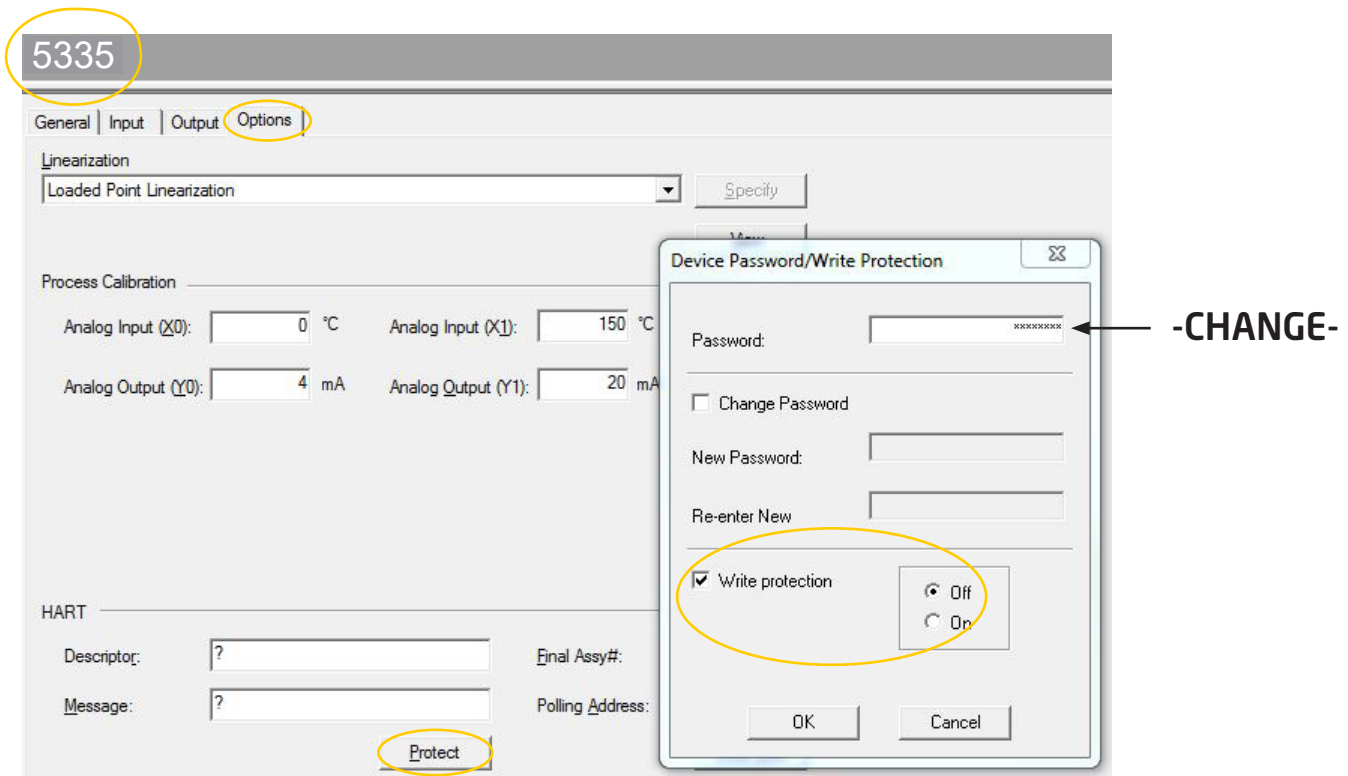 5335
General Input Output Options
Linearization
Loaded Point Linearization Specify
Process Calibration
Analog Input (X0): 0 °C Analog Input (X1): 150 °C
Analog Output (Y0): 4 mA Analog Output (Y1): 20 mA
HART
Descriptor: ? Final Assy#:
Message: ? Polling Address:
Protect
Device Password/Write Protection
Password: ******** -CHANGE-
Change Password
New Password:
Re-enter New
Write protection Off
On
OK Cancel